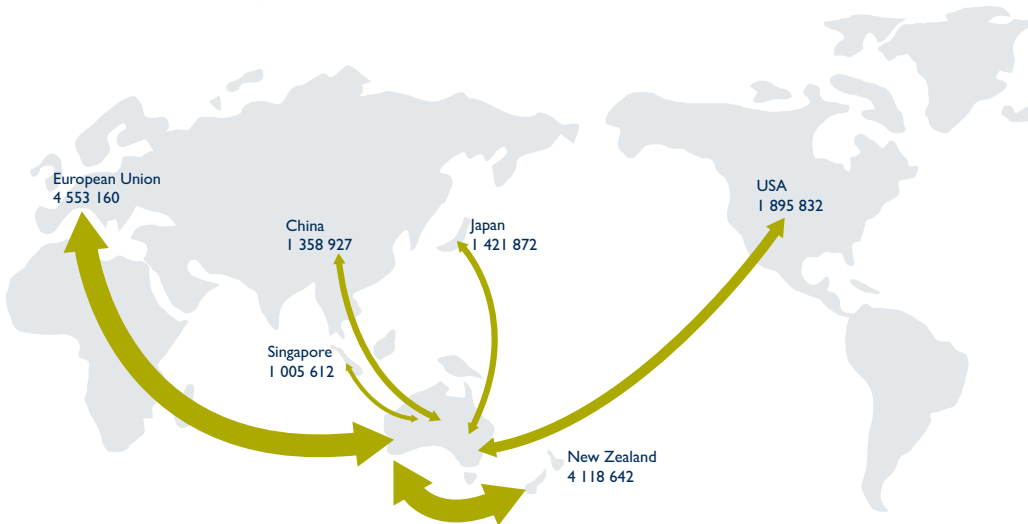 European Union
4 553 160
China
1 358 927
Japan
1 421 872
USA
1 895 832
Singapore
1 005 612
New Zealand
4 118 642